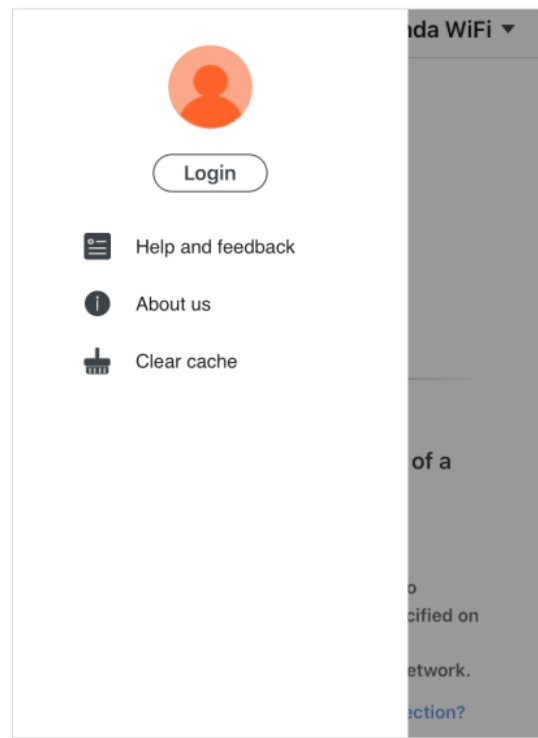 nda WiFi
Login
Help and feedback
About us
Clear cache
of a
o
cified on
etwork.
ection?